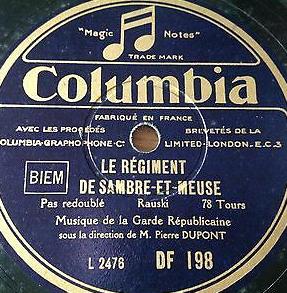 "Magic Notes"
TRADE MARK
Columbia
FABRIQUÉ EN FRANCE
AVEC LES PROCÉDÉS BREVETÉS DE LA
COLUMBIA-GRAPHOPHONE-Cº LIMITED-LONDON.E.C.3
LE RÉGIMENT
BIEM DE SAMBRE-ET-MEUSE
Pas redoublé Rauski 78 Tours
Musique de la Garde Républicaine
sous la direction de M. Pierre DUPONT
L 2476 DF 198